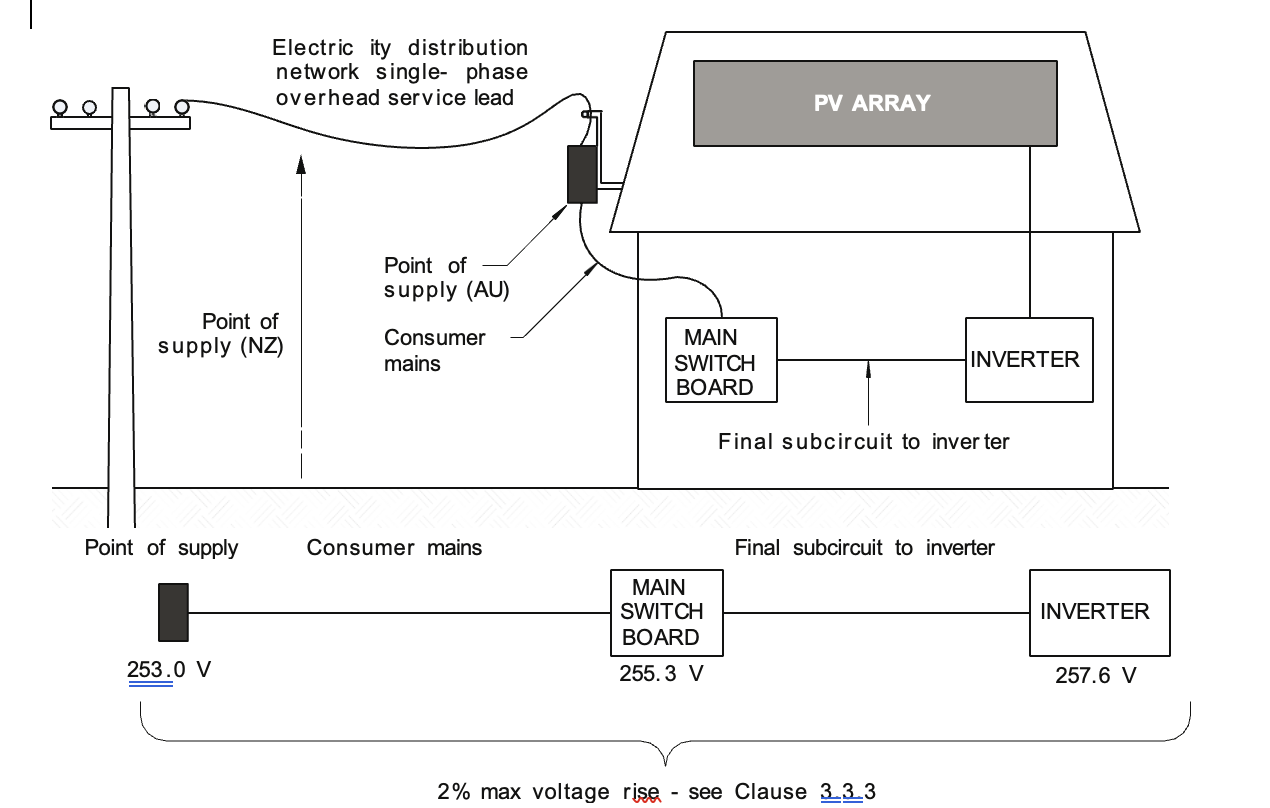 Electric ity distribution
network single- phase
overhead service lead
PV ARRAY
Point of
supply (AU)
Point of
supply (NZ)
Consumer
mains
MAIN
SWITCH
BOARD
INVERTER
Final subcircuit to inverter
Point of supply
Consumer mains
Final subcircuit to inverter
MAIN
SWITCH
BOARD
INVERTER
253.0 V
255.3 V
257.6 V
2% max voltage rise - see Clause 3.3.3